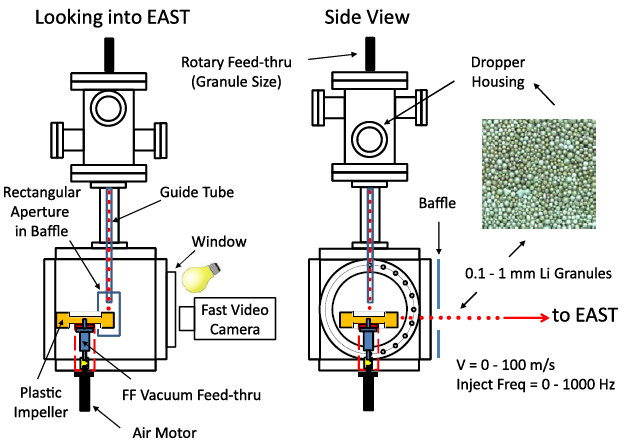 Looking into EAST
Side View
Rotary Feed-thru
(Granule Size)
Dropper
Housing
Rectangular
Aperture
in Baffle
Guide Tube
Baffle
Window
0.1 - 1 mm Li Granules
Fast Video
Camera
to EAST
V = 0 - 100 m/s
Inject Freq = 0 - 1000 Hz
Plastic
Impeller
FF Vacuum Feed-thru
Air Motor